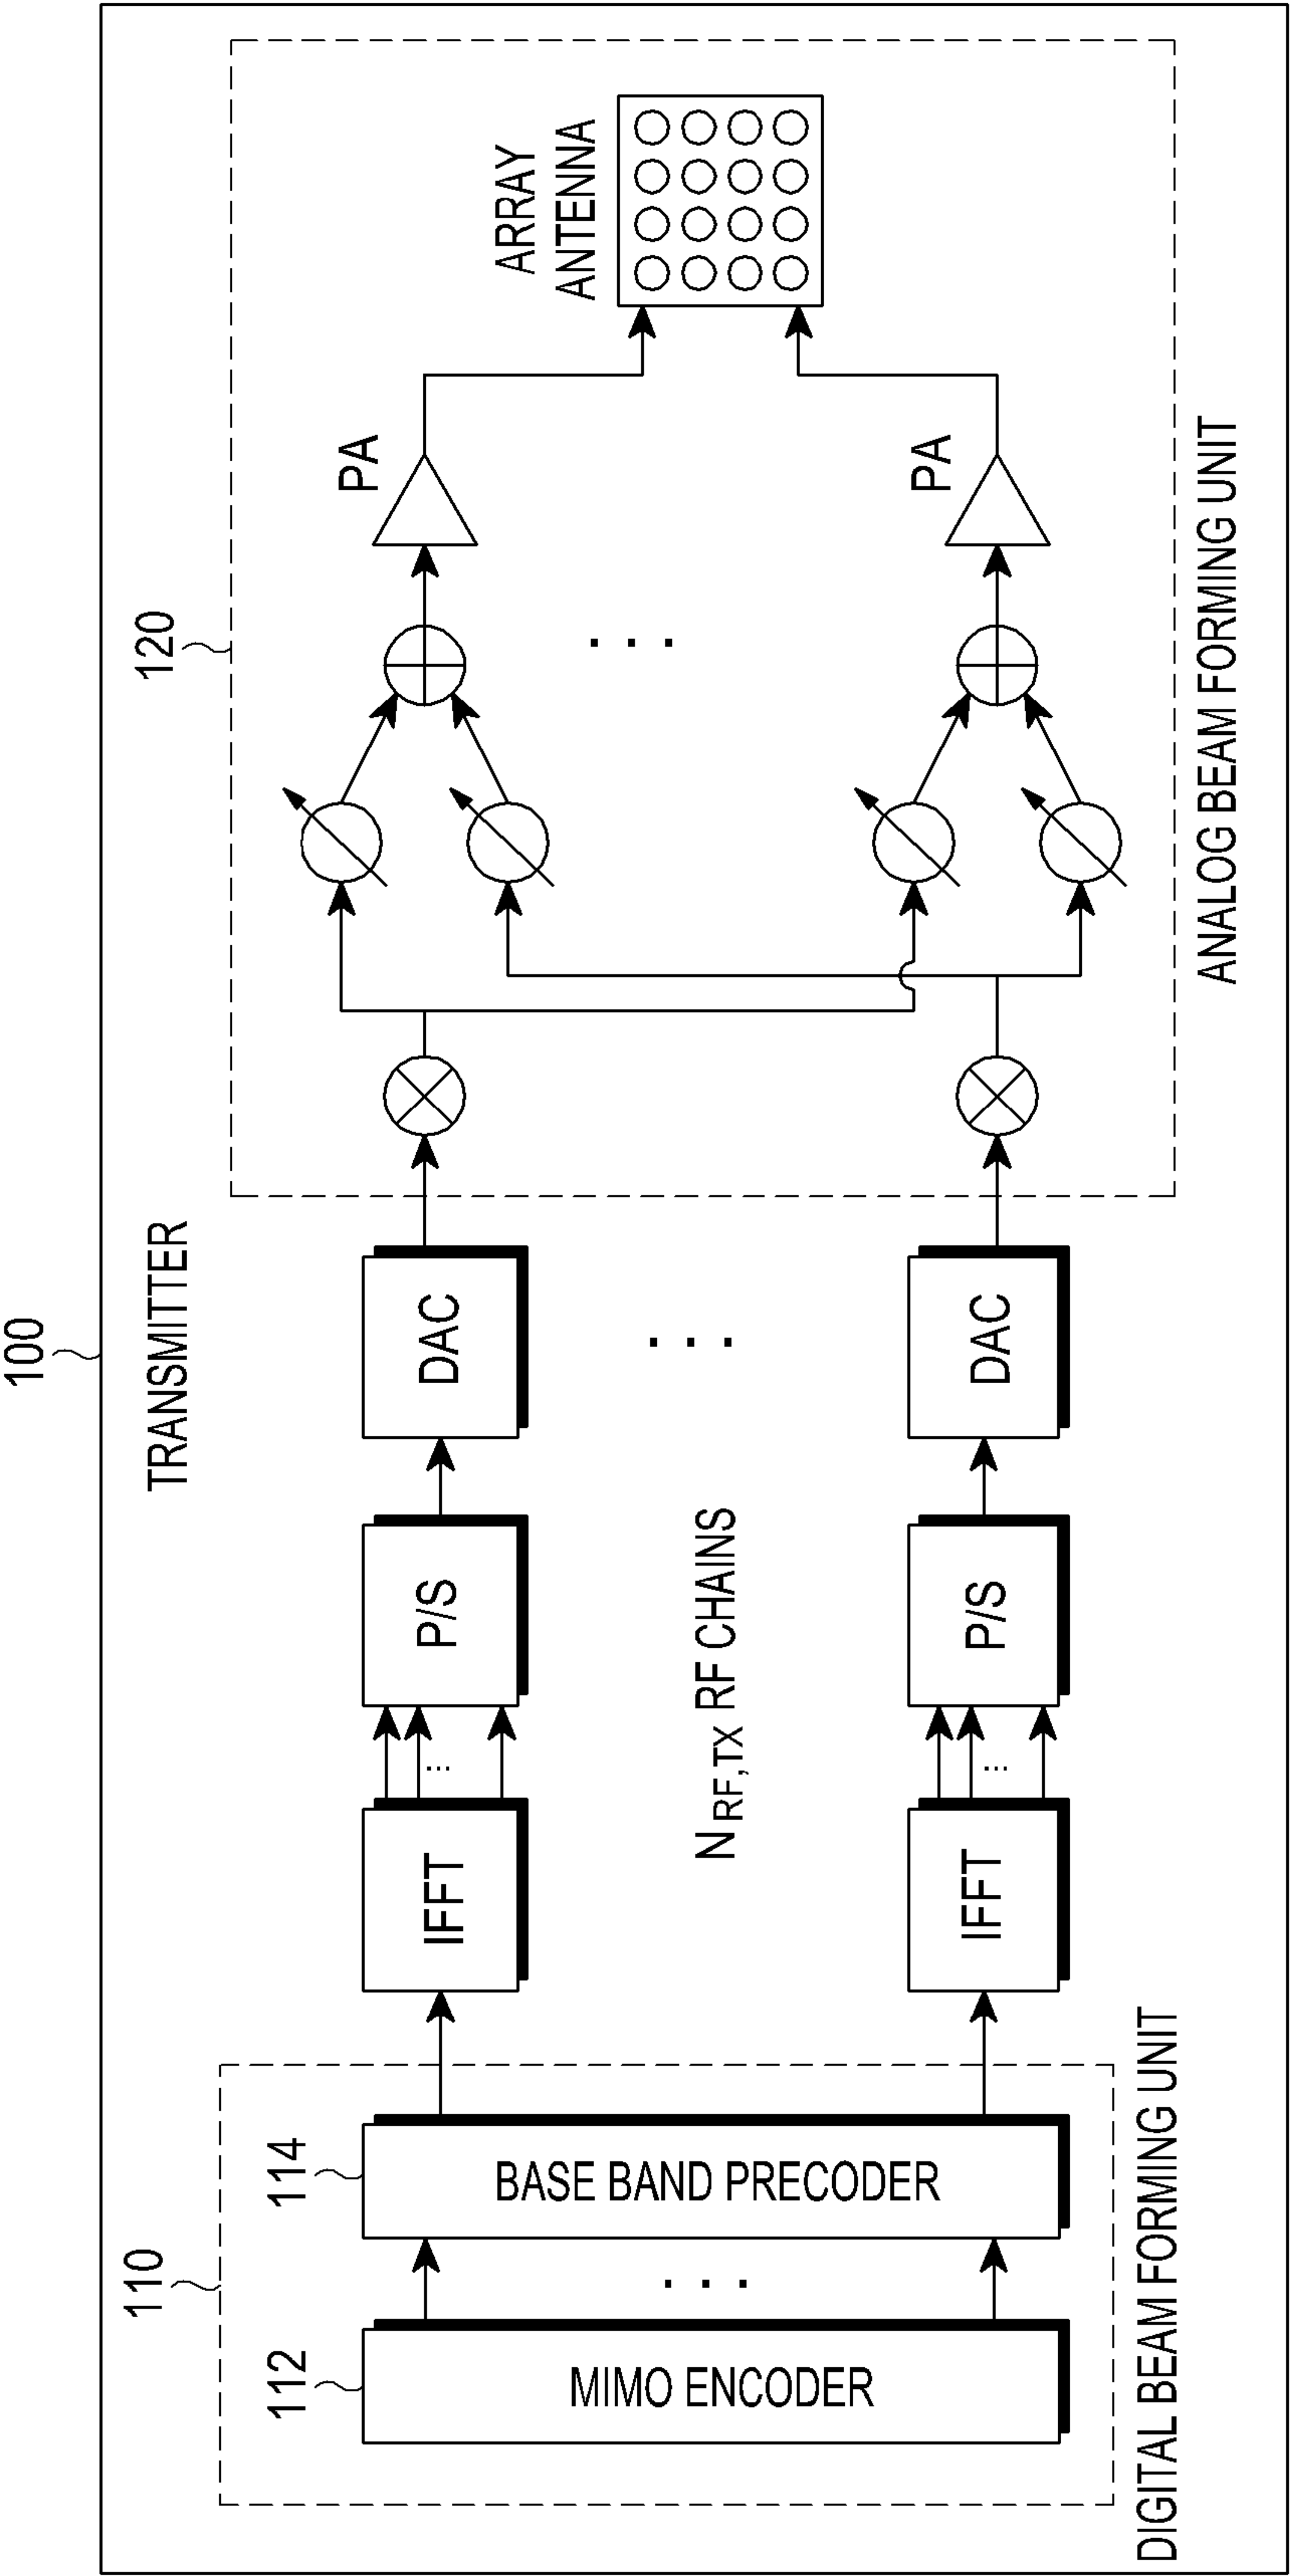 100
TRANSMITTER
110
112
MIMO ENCODER
. . .
114
BASE BAND PRECODER
DIGITAL BEAM FORMING UNIT
IFFT
...
P/S
DAC
N RF,TX RF CHAINS
. . .
IFFT
...
P/S
DAC
120
PA
. . .
PA
ARRAY
ANTENNA
ANALOG BEAM FORMING UNIT